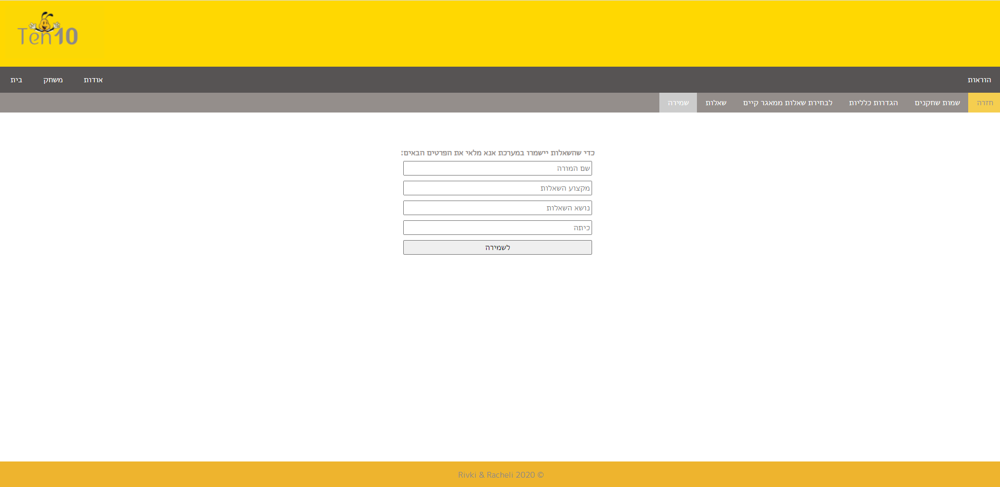 Ten10
הוראות
אודות
משחק
בית
חזרה
שמות שחקנים
הגדרות כלליות
לבחירת שאלות ממאגר קיים
שאלות
שמירה
כדי שהשאלות יישמרו במערכת אנא מלאי את הפרטים הבאים:
שם המורה
מקצוע השאלות
נושא השאלות
כיתה
לשמירה
Rivki & Racheli 2020 ©